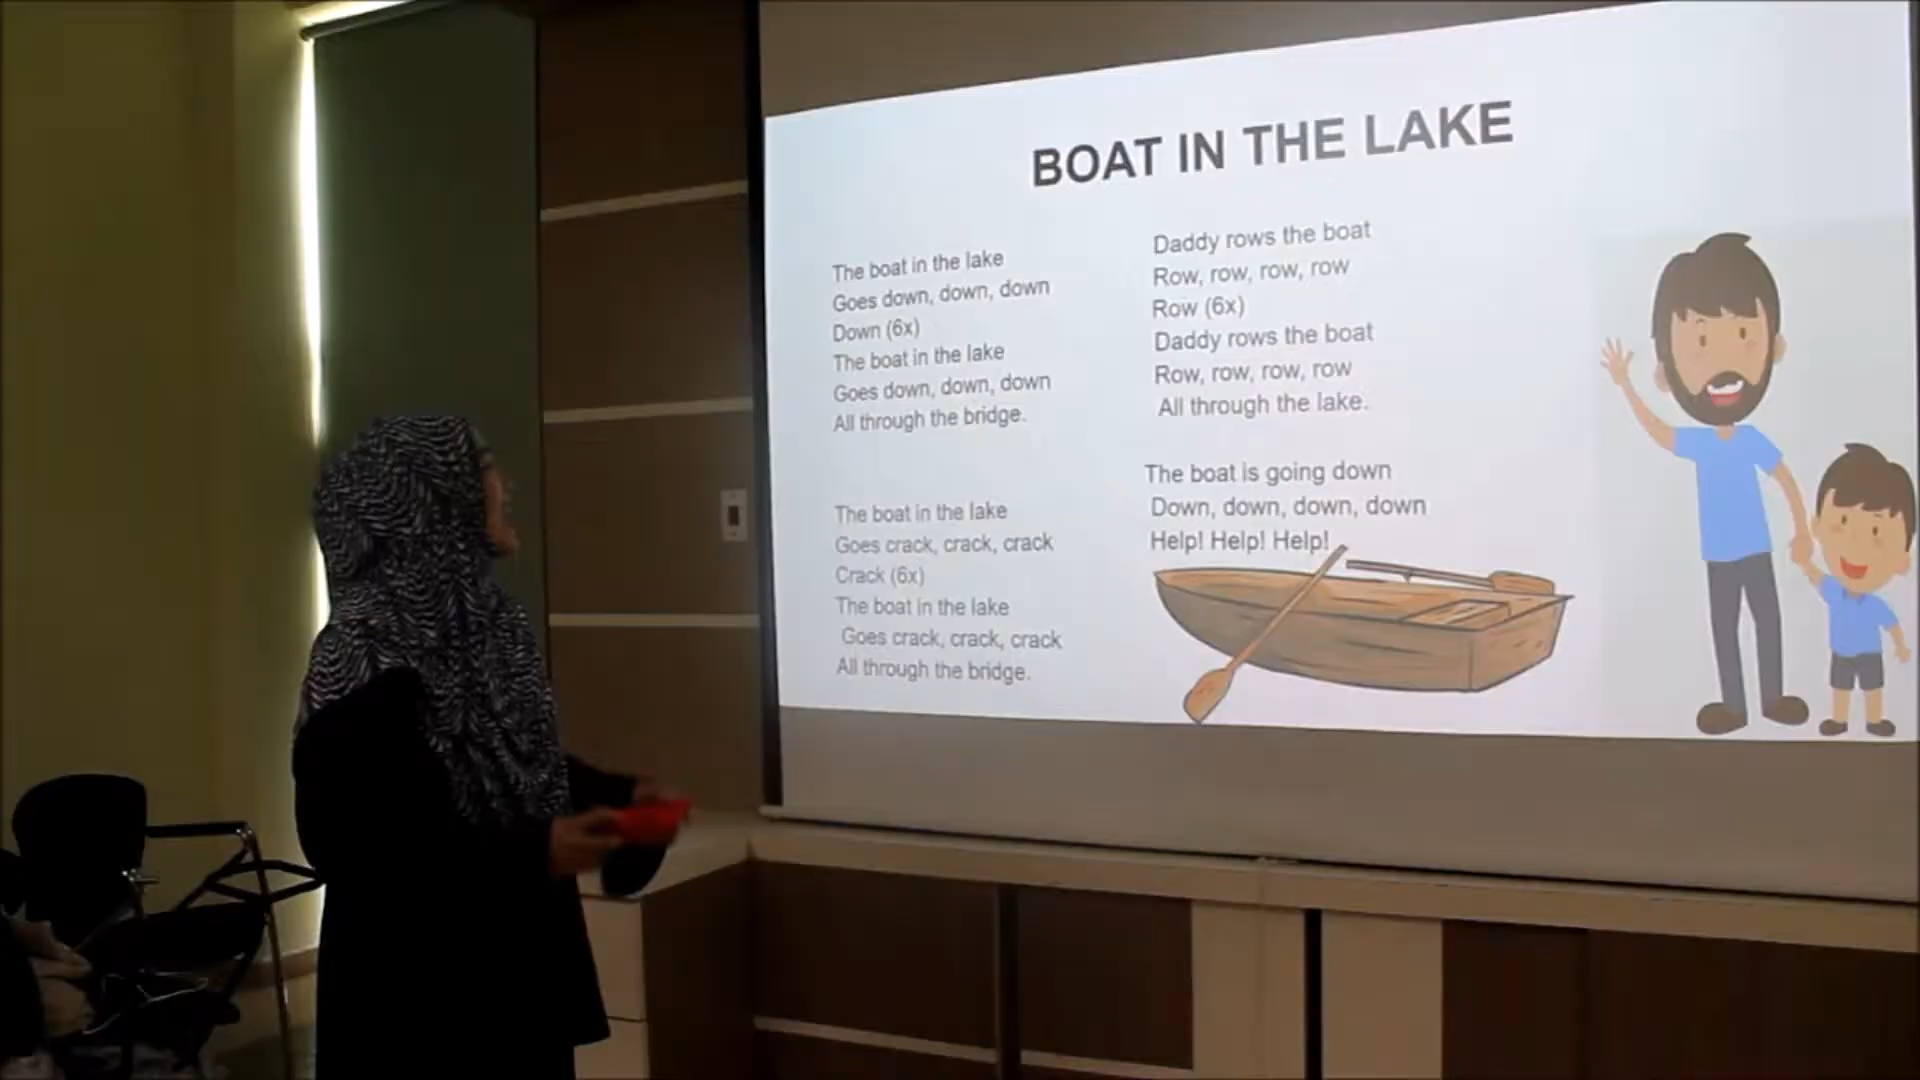 BOAT IN THE LAKE
The boat in the lake
Goes down, down, down
Down (6x)
The boat in the lake
Goes down, down, down
All through the bridge.
The boat in the lake
Goes crack, crack, crack
Crack (6x)
The boat in the lake
Goes crack, crack, crack
All through the bridge.
Daddy rows the boat
Row, row, row, row
Row (6x)
Daddy rows the boat
Row, row, row, row
All through the lake.
The boat is going down
Down, down, down, down
Help! Help! Help!